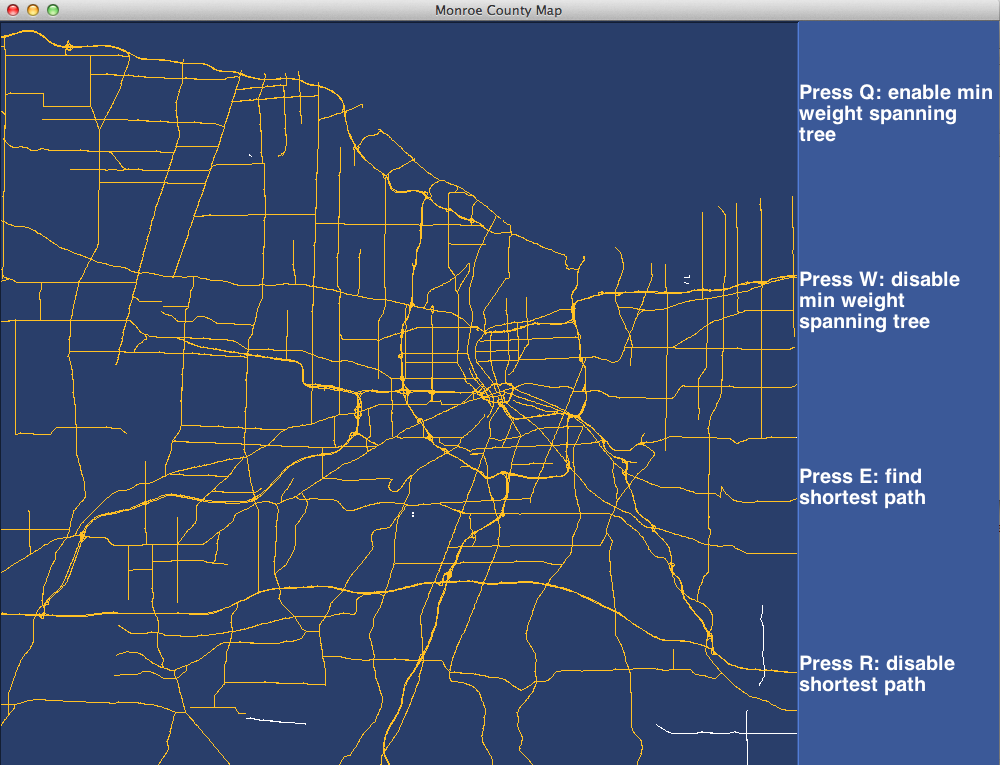 Monroe County Map
Press Q: enable min
weight spanning
tree
Press W: disable
min weight
spanning tree
Press E: find
shortest path
Press R: disable
shortest path